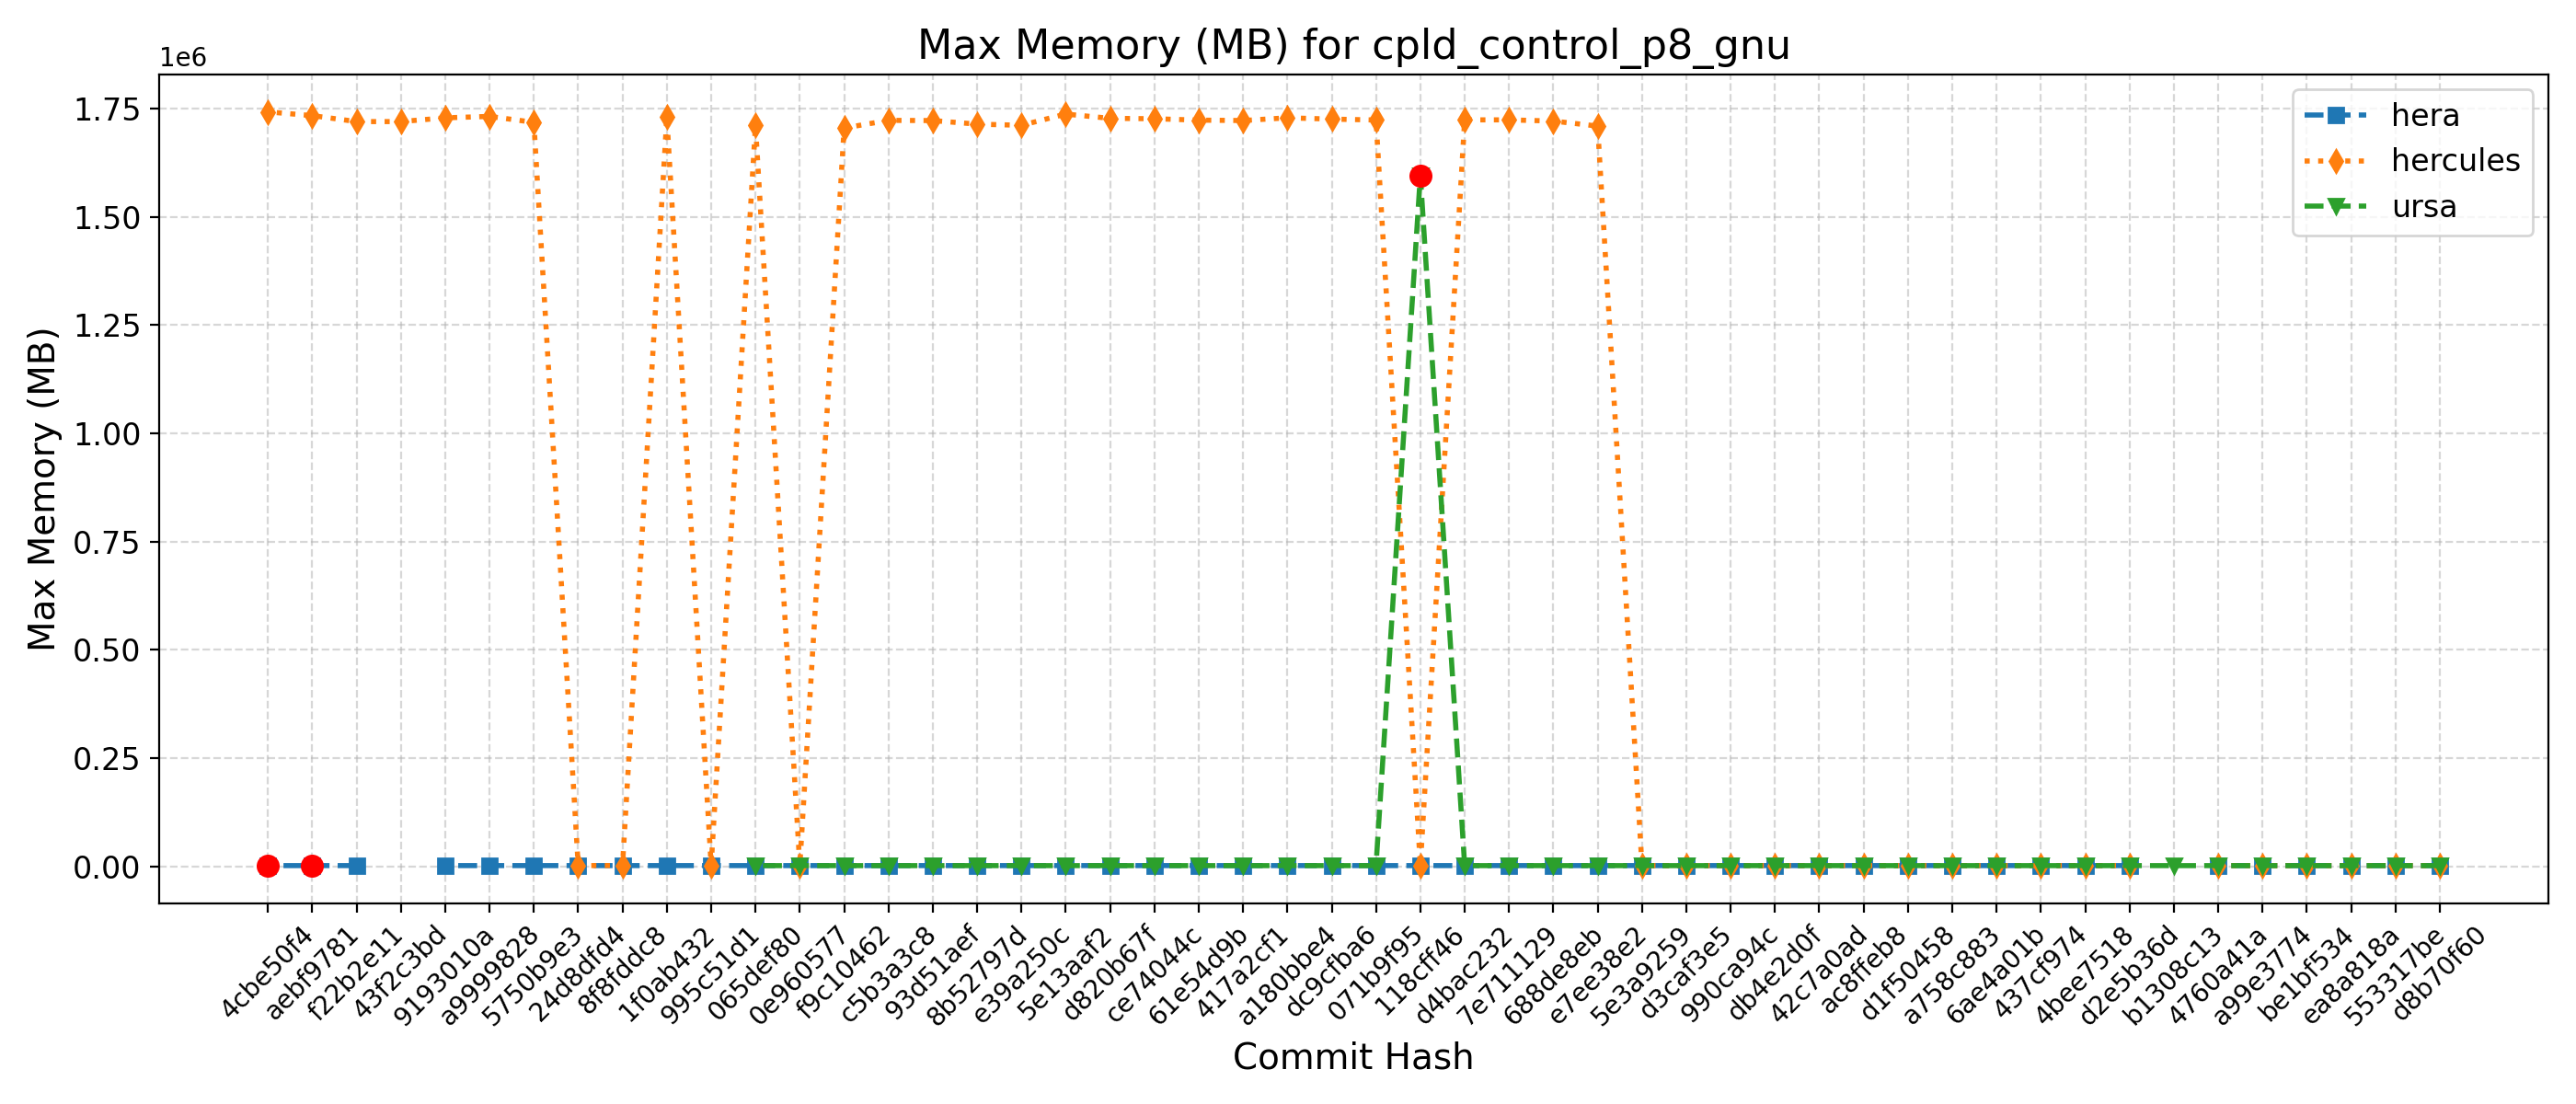 Max Memory (MB) for cpld_control_p8_gnu
1e6
1.75
1.50
1.25
1.00
0.75
0.50
0.25
0.00
Max Memory (MB)
hera
hercules
ursa
4cbe50f4
aebf9781
f22b2e11
43f2c3bd
9193010a
a9999828
5750b9e3
24d8dfd4
8f8fddc8
1f0ab432
995c51d1
065def80
0e960577
f9c10462
c5b3a3c8
93d51aef
8b52797d
e39a250c
5e13aaf2
d820b67f
ce74044c
61e54d9b
417a2cf1
a180bbe4
dc9cfba6
071b9f95
118cff46
d4bac232
7e711129
688de8eb
e7ee38e2
5e3a9259
d3caf3e5
990ca94c
db4e2d0f
42c7a0ad
ac8ffeb8
d1f50458
a758c883
6ae4a01b
437cf974
4bee7518
d2e5b36d
b1308c13
4760a41a
a99e3774
be1bf534
ea8a818a
553317be
d8b70f60
Commit Hash